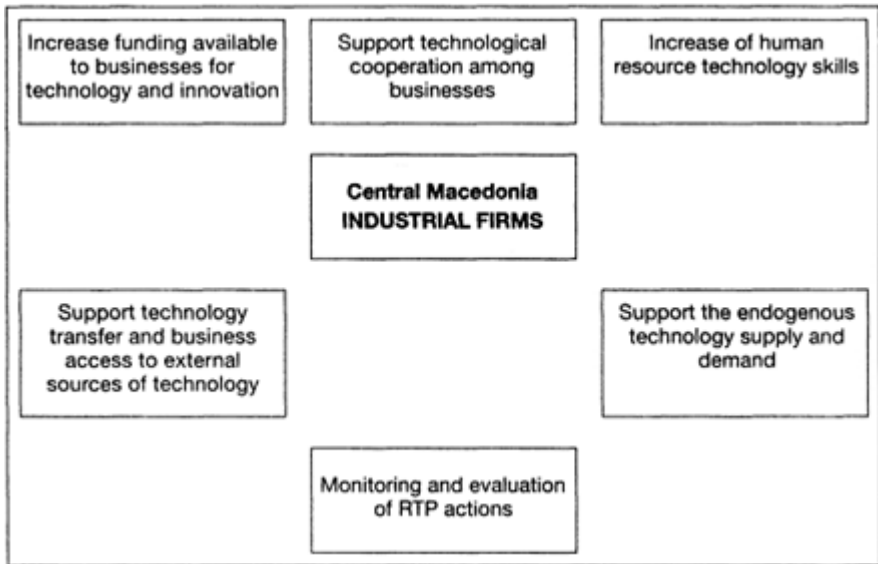 Increase funding available
to businesses for
technology and innovation
Support technological
cooperation among
businesses
Increase of human
resource technology skills
Central Macedonia
INDUSTRIAL FIRMS
Support technology
transfer and business
access to external
sources of technology
Support the endogenous
technology supply and
demand
Monitoring and evaluation
of RTP actions